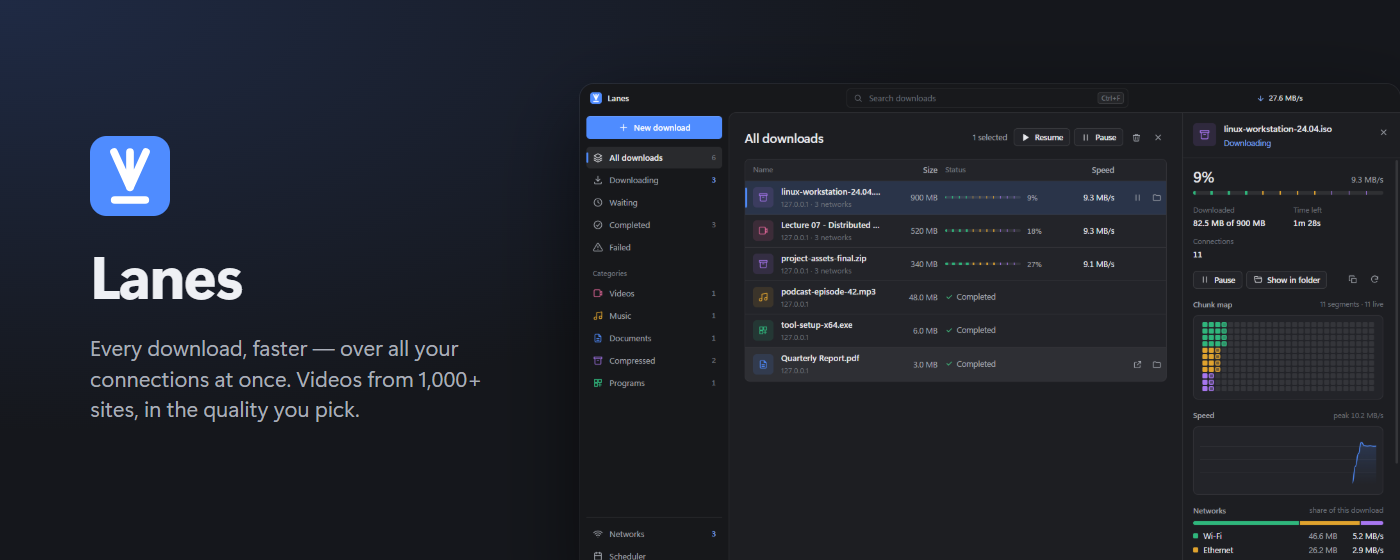 Lanes
Every download, faster — over all your
connections at once. Videos from 1,000+
sites, in the quality you pick.
Lanes
Search downloads
Ctrl+F
27.6 MB/s
New download
All downloads 6
Downloading 3
Waiting
Completed 3
Failed
Categories
Videos 1
Music 1
Documents 1
Compressed 2
Programs 1
Networks 3
Scheduler
All downloads
1 selected
Resume
Pause
Name Size Status Speed
linux-workstation-24.04.... 900 MB 9% 9.3 MB/s
127.0.0.1 · 3 networks
Lecture 07 - Distributed ... 520 MB 18% 9.3 MB/s
127.0.0.1 · 3 networks
project-assets-final.zip 340 MB 27% 9.1 MB/s
127.0.0.1 · 3 networks
podcast-episode-42.mp3 48.0 MB Completed
127.0.0.1
tool-setup-x64.exe 6.0 MB Completed
127.0.0.1
Quarterly Report.pdf 3.0 MB Completed
127.0.0.1
linux-workstation-24.04.iso
Downloading
9% 9.3 MB/s
Downloaded Time left
82.5 MB of 900 MB 1m 28s
Connections
11
Pause
Show in folder
Chunk map 11 segments · 11 live
Speed peak 10.2 MB/s
Networks share of this download
Wi-Fi 46.6 MB 5.2 MB/s
Ethernet 26.2 MB 2.9 MB/s